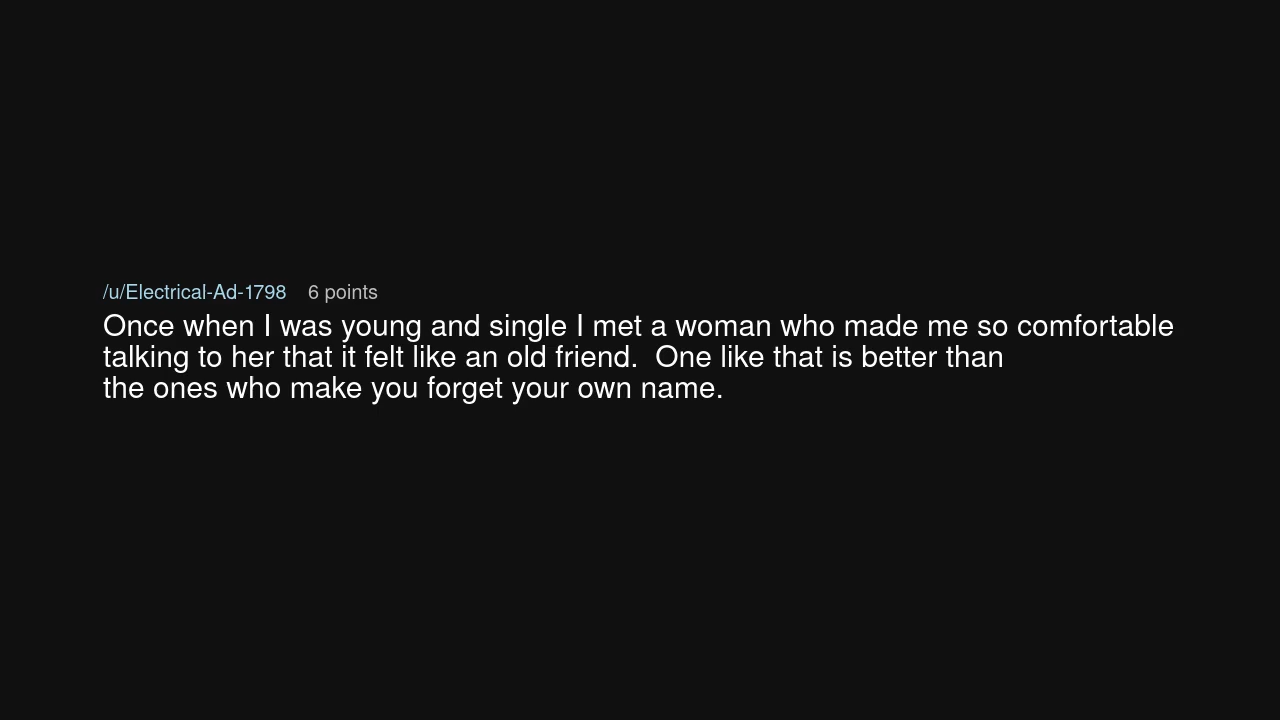 /u/Electrical-Ad-1798 6 points
Once when I was young and single I met a woman who made me so comfortable
talking to her that it felt like an old friend.  One like that is better than
the ones who make you forget your own name.